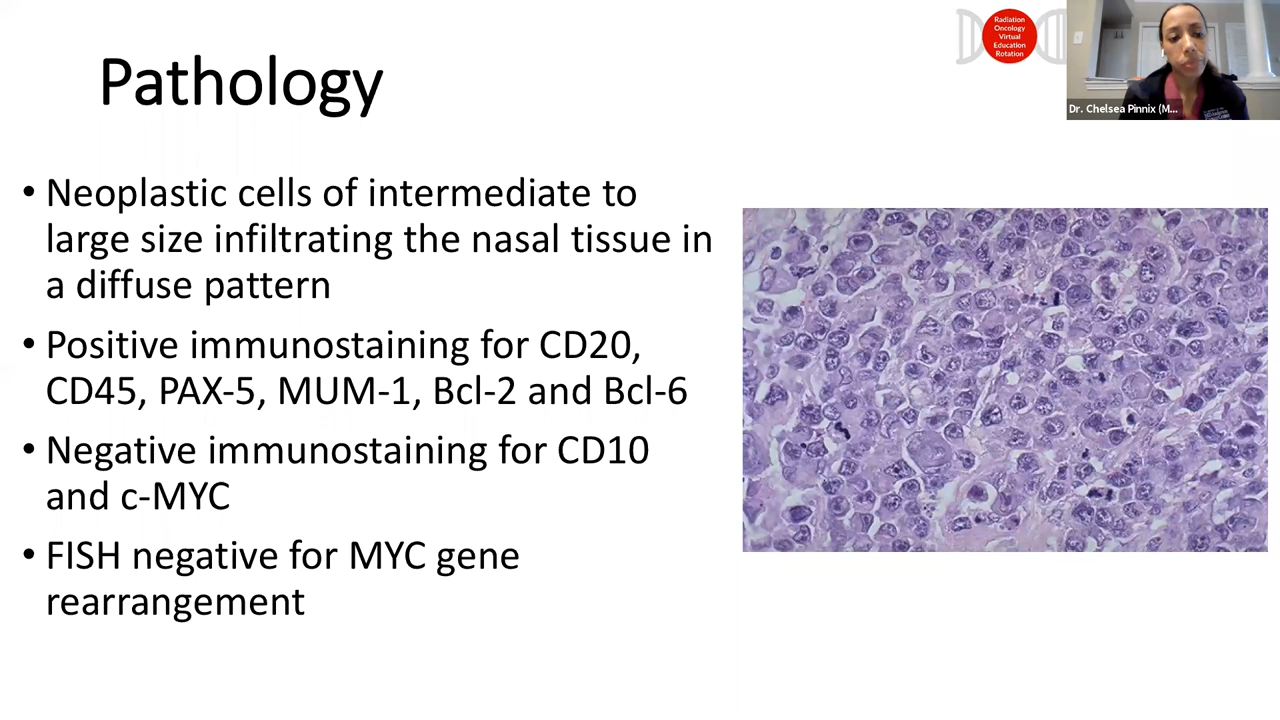 Radiation
Oncology
Virtual
Education
Rotation
Dr. Chelsea Pinnix (M...
Pathology
• Neoplastic cells of intermediate to
large size infiltrating the nasal tissue in
a diffuse pattern
• Positive immunostaining for CD20,
CD45, PAX-5, MUM-1, Bcl-2 and Bcl-6
• Negative immunostaining for CD10
and c-MYC
• FISH negative for MYC gene
rearrangement